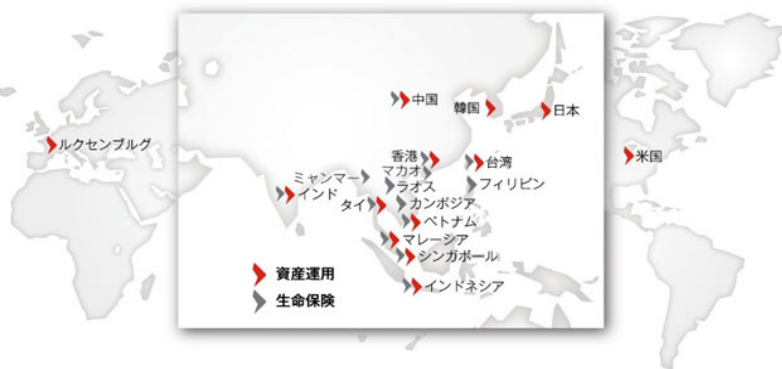 中国
韓国
日本
ルクセンブルグ
香港
台湾
米国
マカオ
ミャンマー
ラオス
フィリピン
インド
タイ
カンボジア
ベトナム
マレーシア
シンガポール
資産運用
インドネシア
生命保険